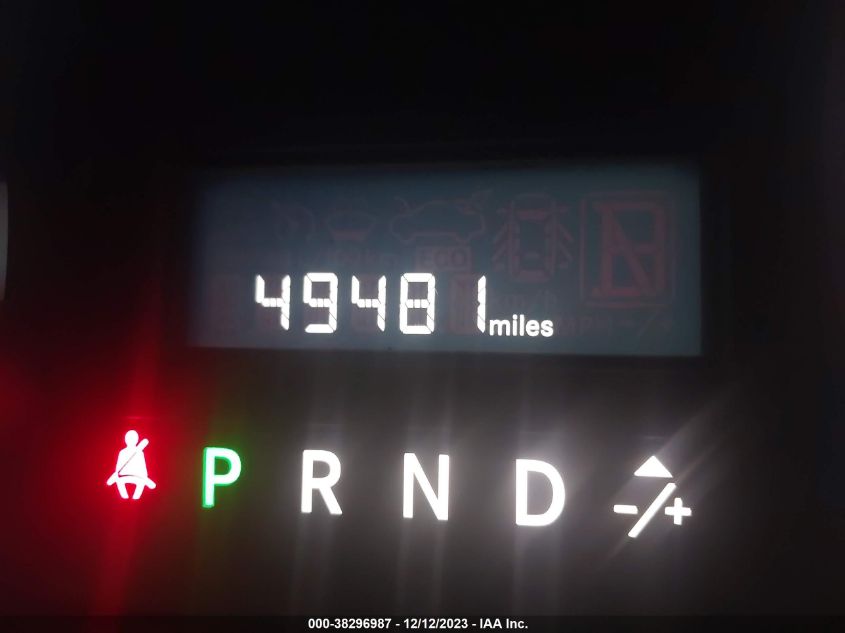 49481 miles
P R N D -/+
000-38296987 - 12/12/2023 - IAA Inc.